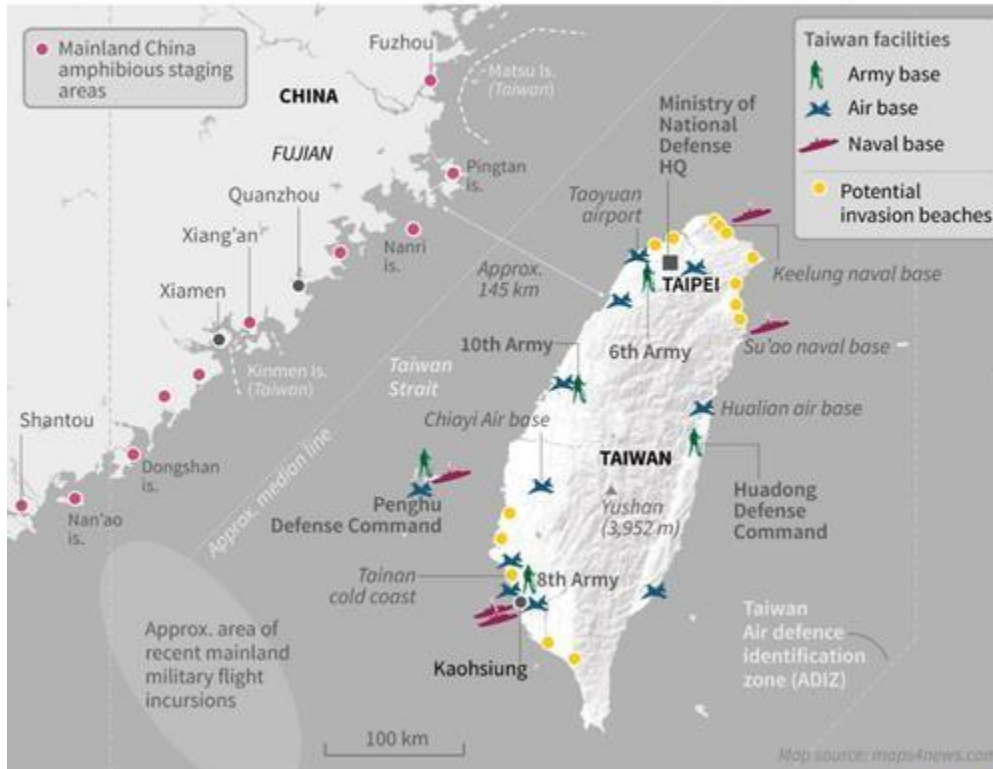 Mainland China
amphibious staging
areas
Fuzhou
Matsu Is.
(Taiwan)
CHINA
FUJIAN
Pingtan
is.
Quanzhou
Xiang'an
Nanri
is.
Xiamen
Kinmen Is.
(Taiwan)
Shantou
Dongshan
is.
Nan'ao
is.
Taiwan facilities
Army base
Air base
Naval base
Potential
invasion beaches
Ministry of
National
Defense
HQ
Taoyuan
airport
Approx.
145 km
TAIPEI
Keelung naval base
10th Army
6th Army
Su'ao naval base
Taiwan
Strait
Approx. median line
Chiayi Air base
Hualian air base
TAIWAN
Penghu
Defense Command
Yushan
(3,952 m)
Huadong
Defense
Command
Tainan
cold coast
8th Army
Kaohsiung
Approx. area of
recent mainland
military flight
incursions
Taiwan
Air defence
identification
zone (ADIZ)
100 km
Map source: maps4news.com